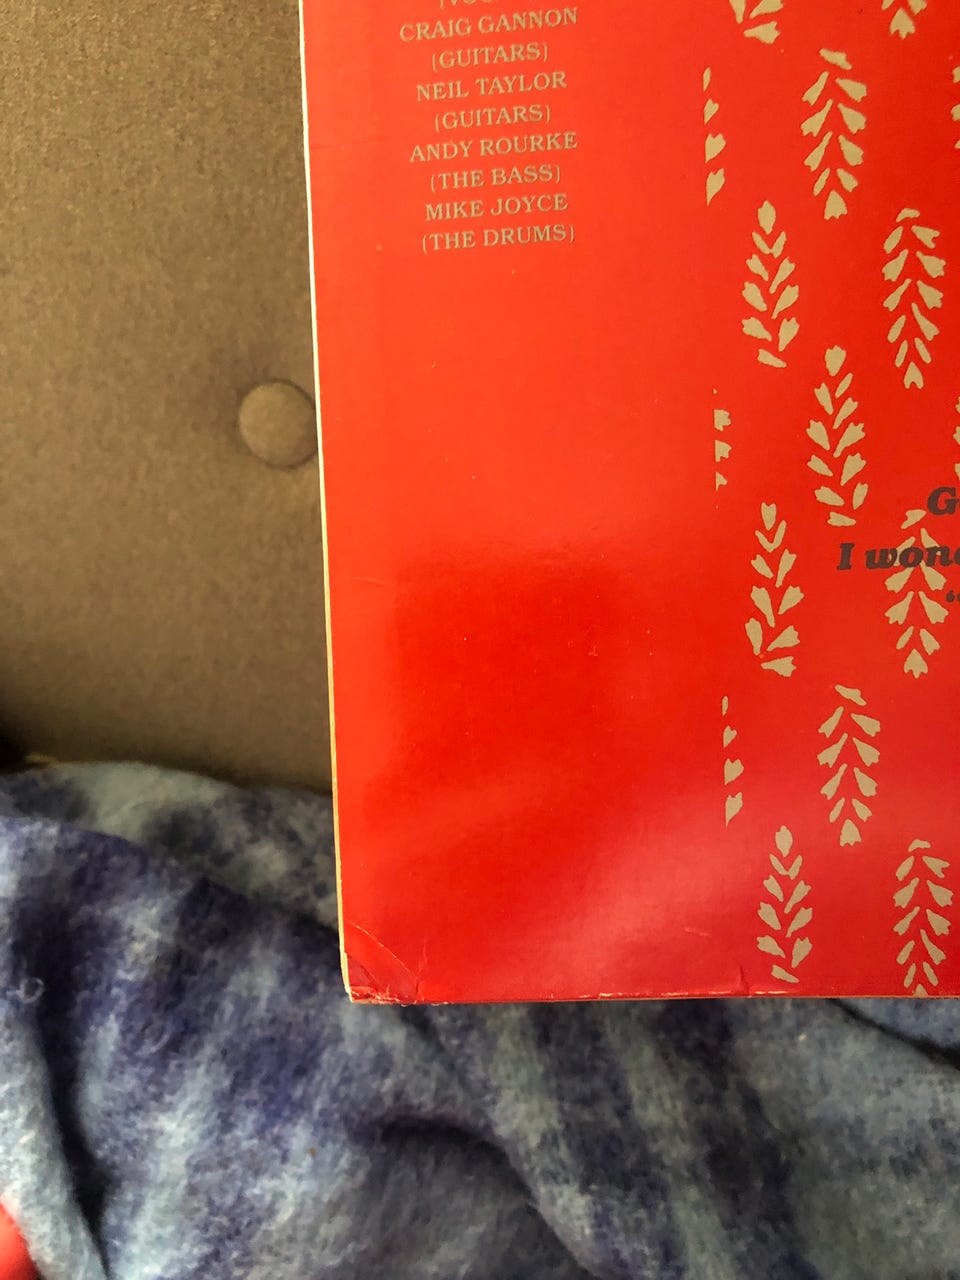 CRAIG GANNON
(GUITARS)
NEIL TAYLOR
(GUITARS)
ANDY ROURKE
(THE BASS)
MIKE JOYCE
(THE DRUMS)
I